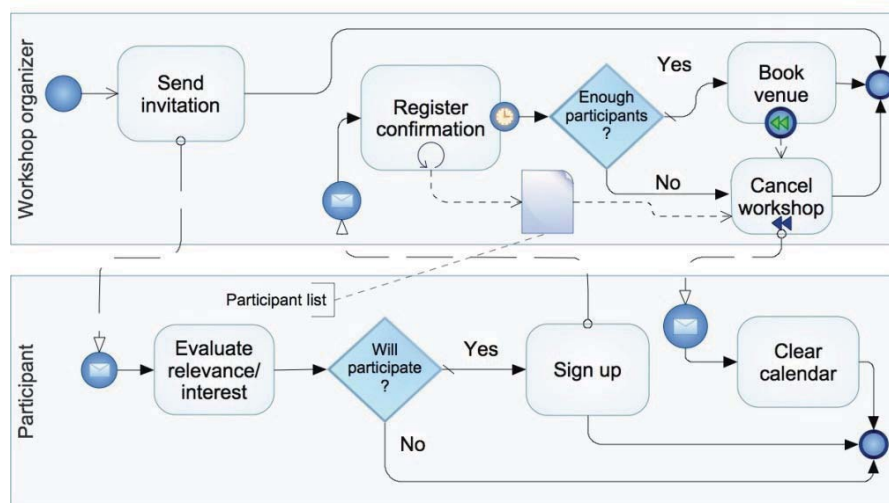 Workshop organizer
Send
invitation
Register
confirmation
Enough
participants
?
Yes
No
Book
venue
Cancel
workshop
Participant list
Participant
Evaluate
relevance/
interest
Will
participate
?
Yes
No
Sign up
Clear
calendar